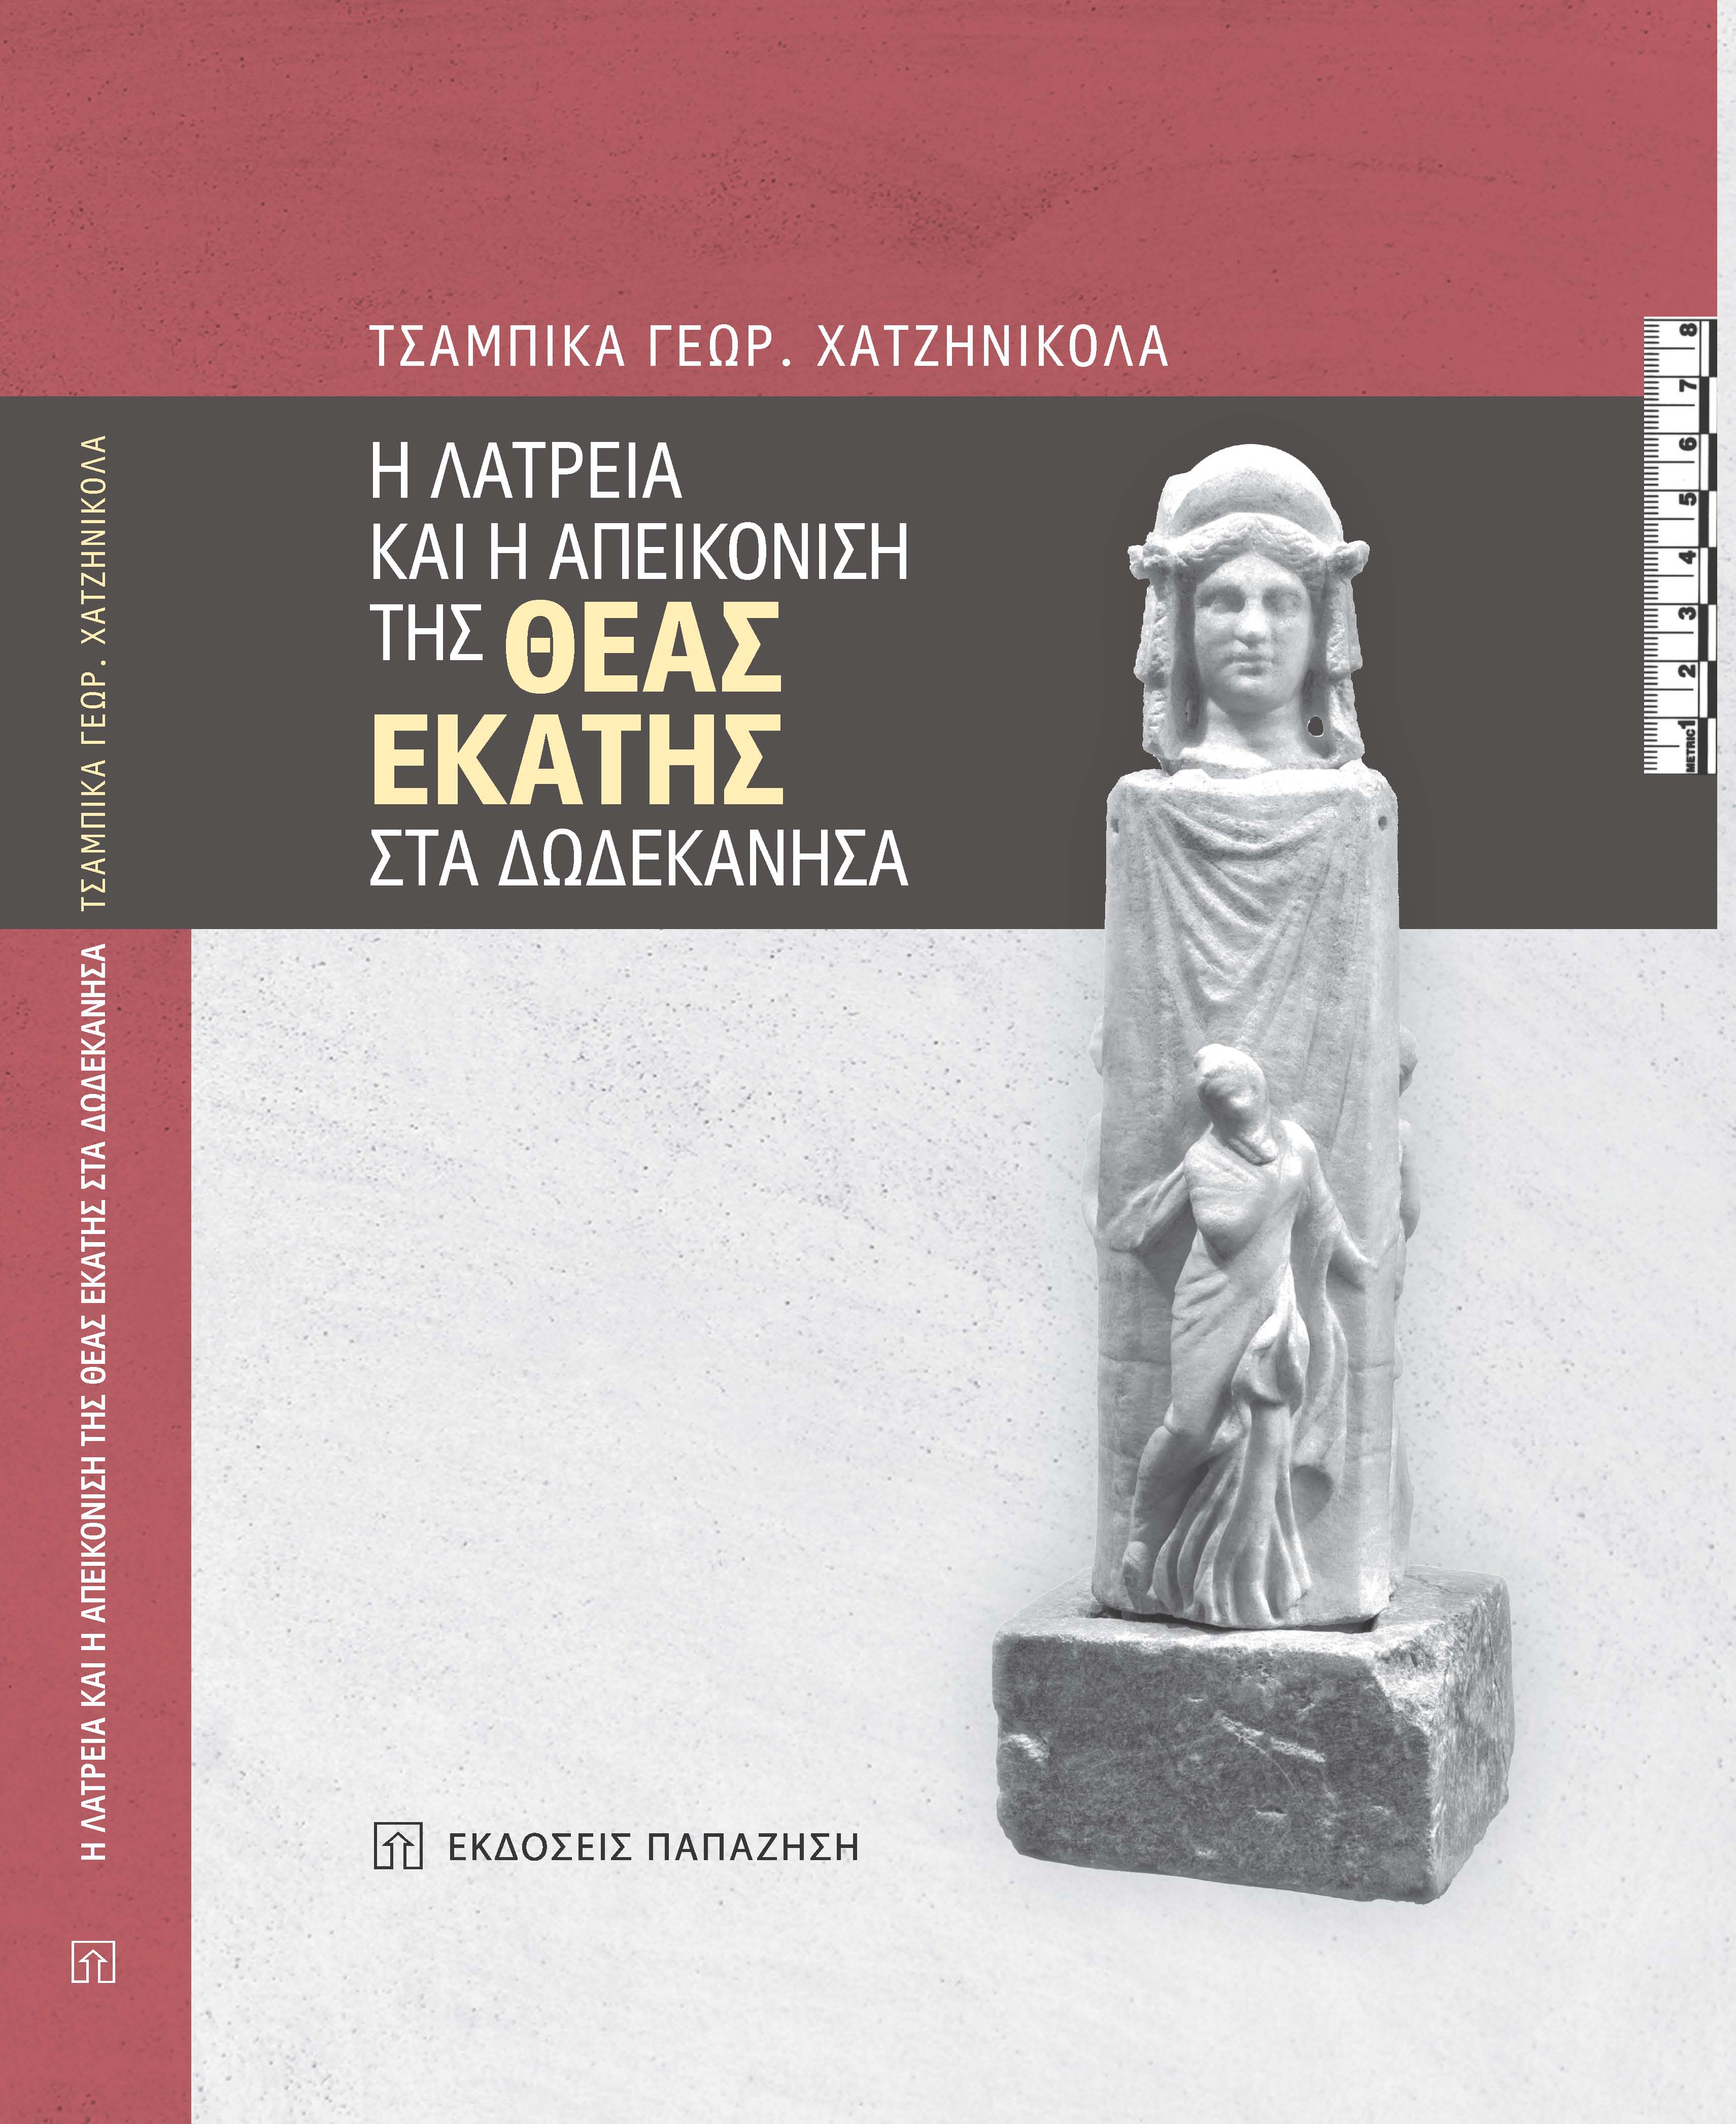 ΤΣΑΜΠΙΚΑ ΓΕΩΡ. ΧΑΤΖΗΝΙΚΟΛΑ
Η ΛΑΤΡΕΙΑ
ΚΑΙ Η ΑΠΕΙΚΟΝΙΣΗ
ΤΗΣ ΘΕΑΣ
ΕΚΑΤΗΣ
ΣΤΑ ΔΩΔΕΚΑΝΗΣΑ
ΕΚΔΟΣΕΙΣ ΠΑΠΑΖΗΣΗ
Η ΛΑΤΡΕΙΑ ΚΑΙ Η ΑΠΕΙΚΟΝΙΣΗ ΤΗΣ ΘΕΑΣ ΕΚΑΤΗΣ ΣΤΑ ΔΩΔΕΚΑΝΗΣΑ ΤΣΑΜΠΙΚΑ ΓΕΩΡ. ΧΑΤΖΗΝΙΚΟΛΑ
METRIC 1 2 3 4 5 6 7 8